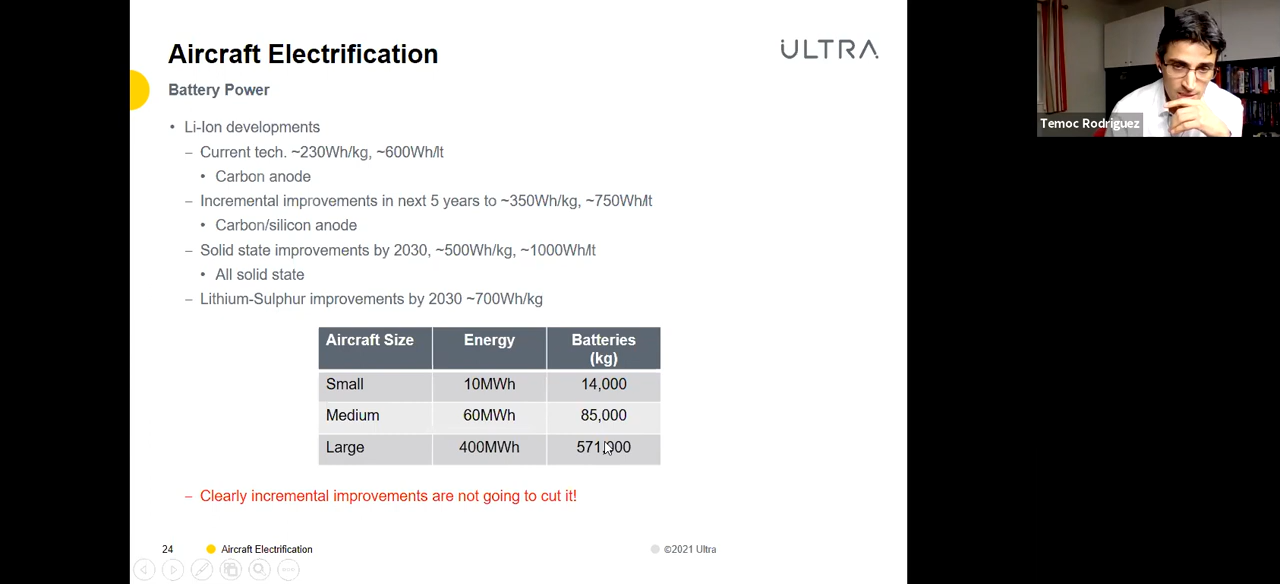 Aircraft Electrification
ULTRA
Battery Power
• Li-Ion developments
– Current tech. ~230Wh/kg, ~600Wh/lt
• Carbon anode
– Incremental improvements in next 5 years to ~350Wh/kg, ~750Wh/lt
• Carbon/silicon anode
– Solid state improvements by 2030, ~500Wh/kg, ~1000Wh/lt
• All solid state
– Lithium-Sulphur improvements by 2030 ~700Wh/kg
Aircraft Size Energy Batteries
(kg)
Small 10MWh 14,000
Medium 60MWh 85,000
Large 400MWh 571,000
– Clearly incremental improvements are not going to cut it!
24 Aircraft Electrification ©2021 Ultra
Temoc Rodriguez